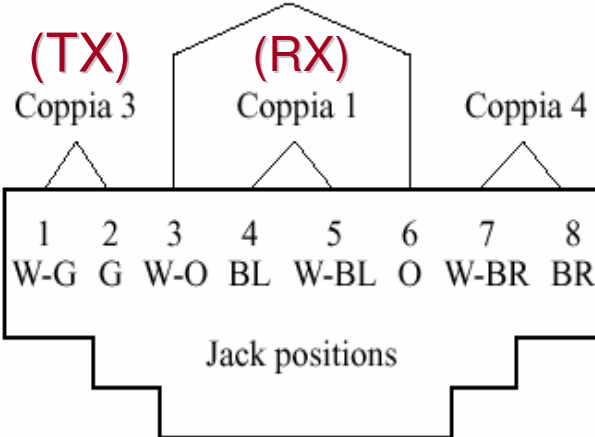 (TX) (RX)
Coppia 3 Coppia 1 Coppia 4
1 2 3 4 5 6 7 8
W-G G W-O BL W-BL O W-BR BR
Jack positions